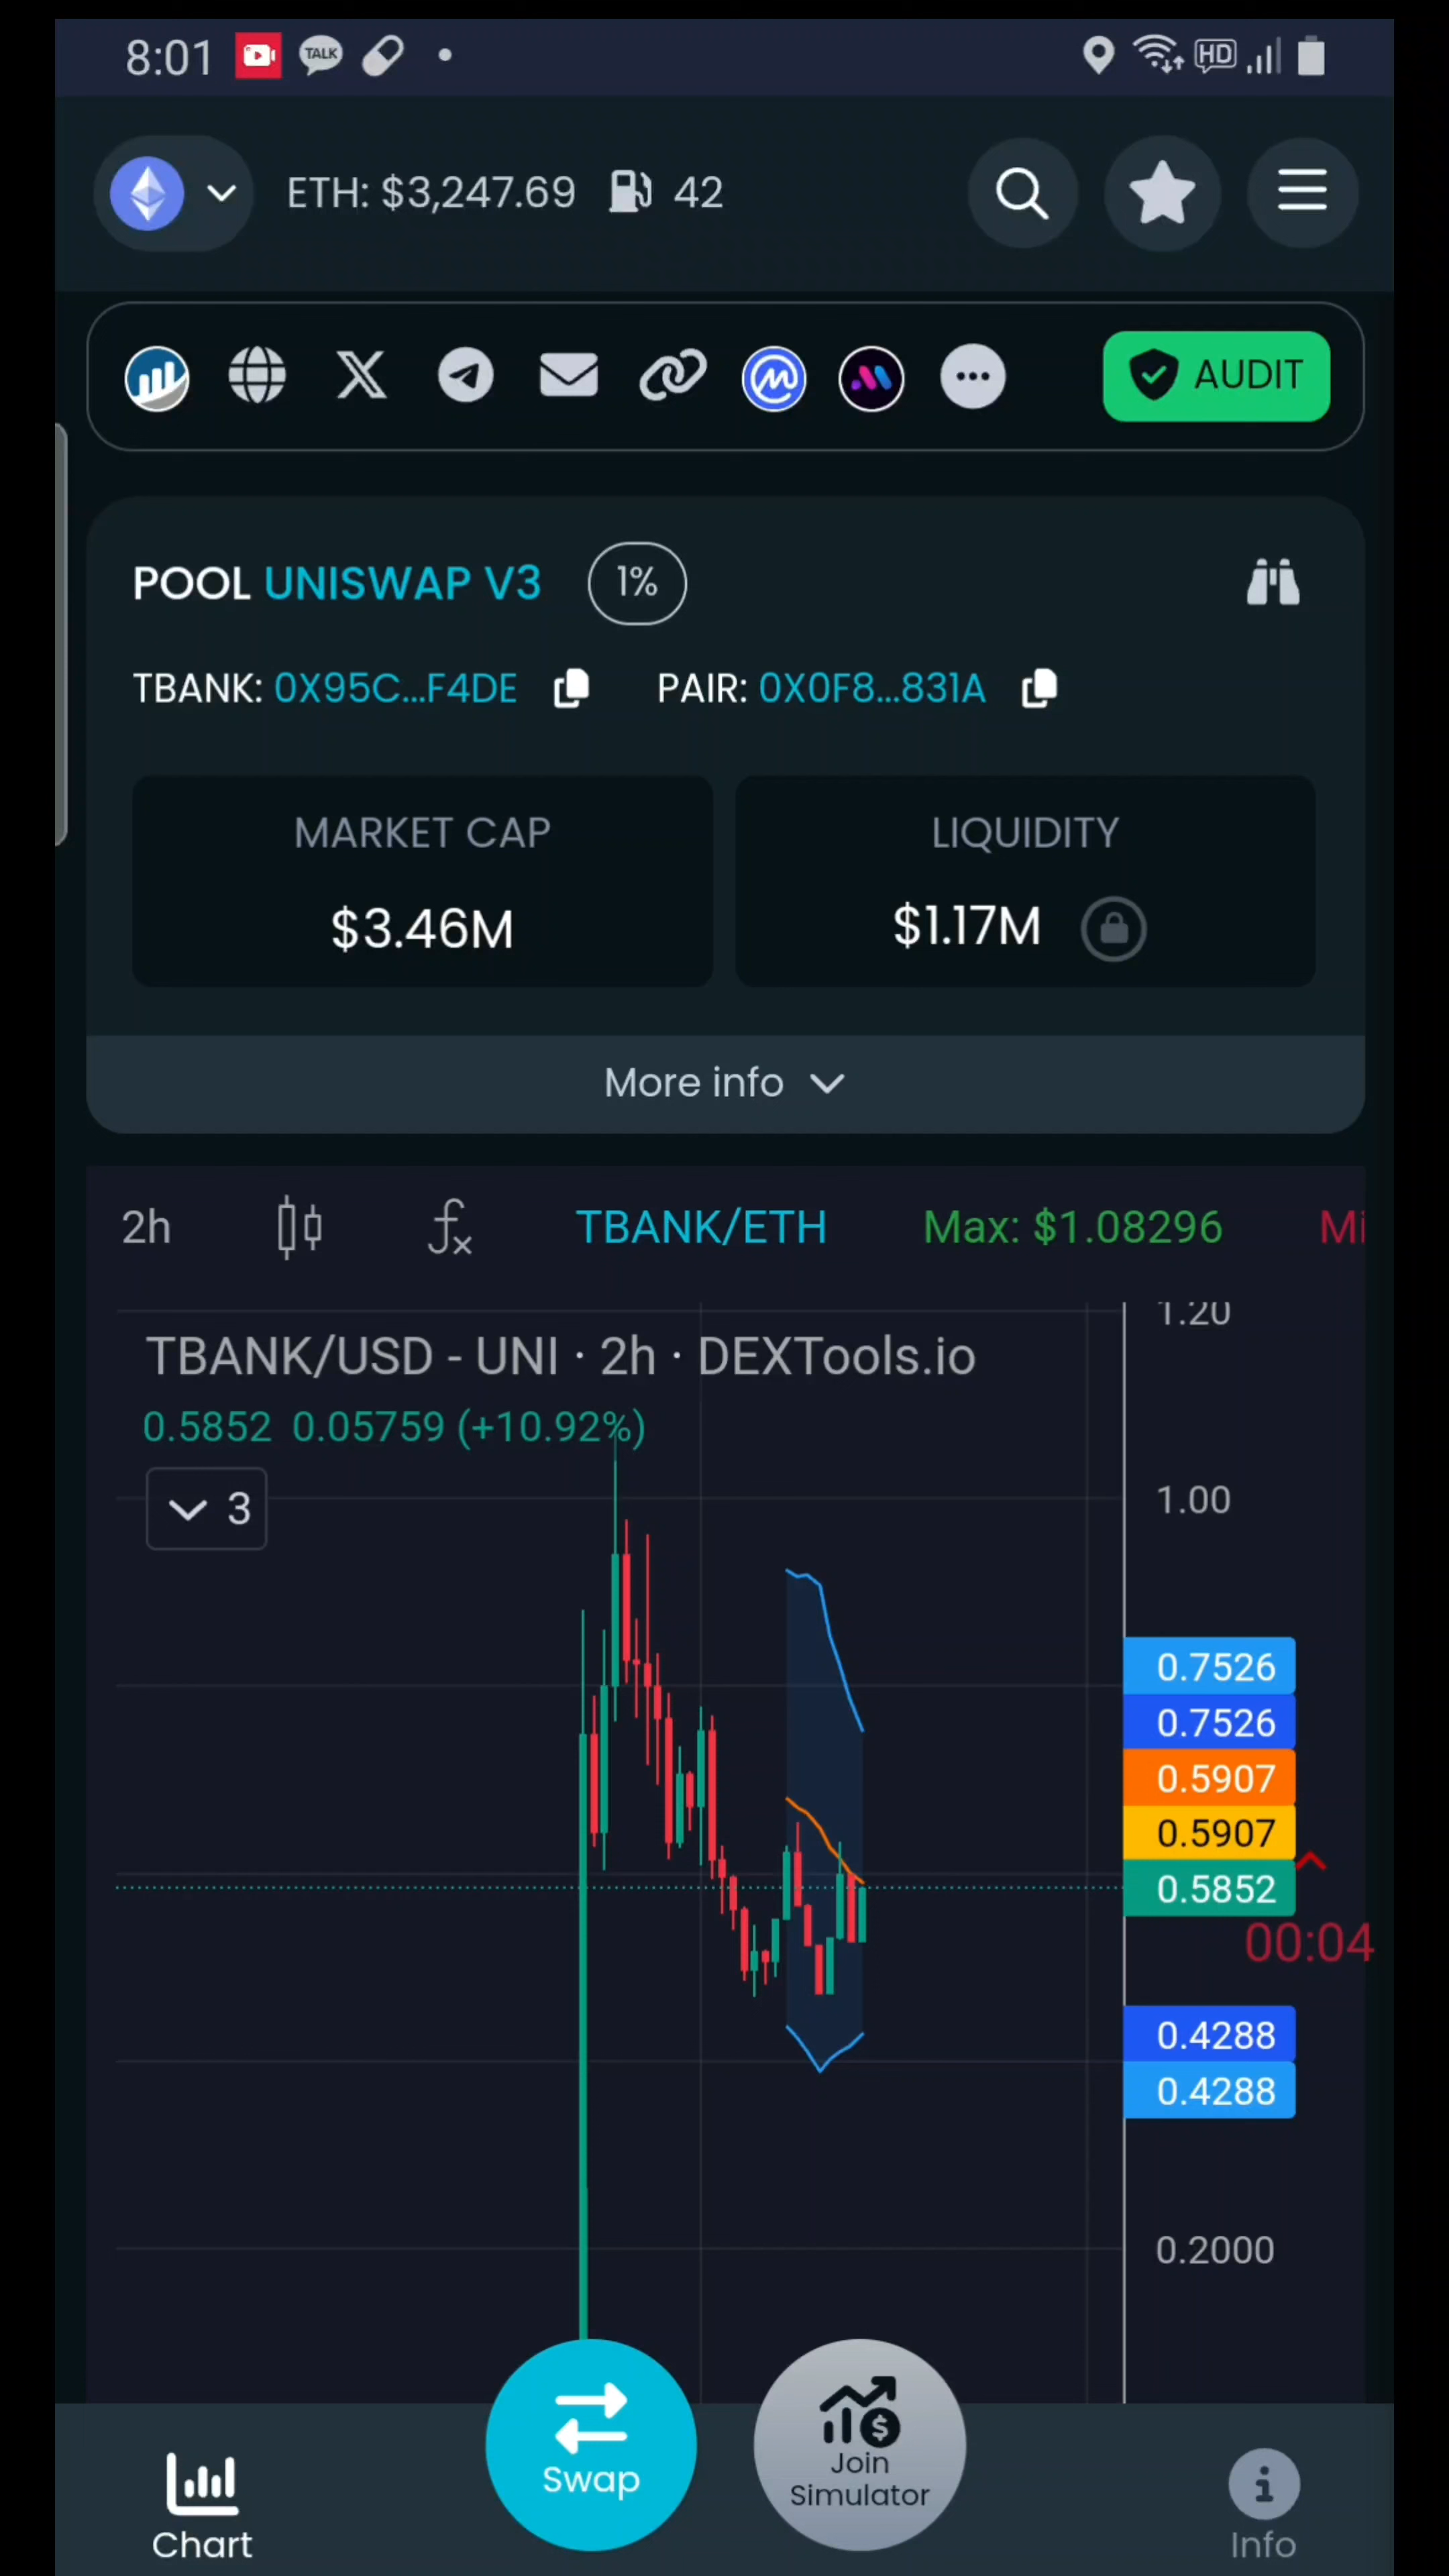 8:01 TALK HD
ETH: $3,247.69 42
AUDIT
POOL UNISWAP V3 1%
TBANK: 0X95C...F4DE PAIR: 0X0F8...831A
MARKET CAP LIQUIDITY
$3.46M $1.17M
More info
2h fx TBANK/ETH Max: $1.08296 Mi
1.20
TBANK/USD - UNI · 2h · DEXTools.io
0.5852 0.05759 (+10.92%)
3
1.00
0.7526
0.7526
0.5907
0.5907
0.5852
00:04
0.4288
0.4288
0.2000
Swap
Join
Simulator
Chart
Info